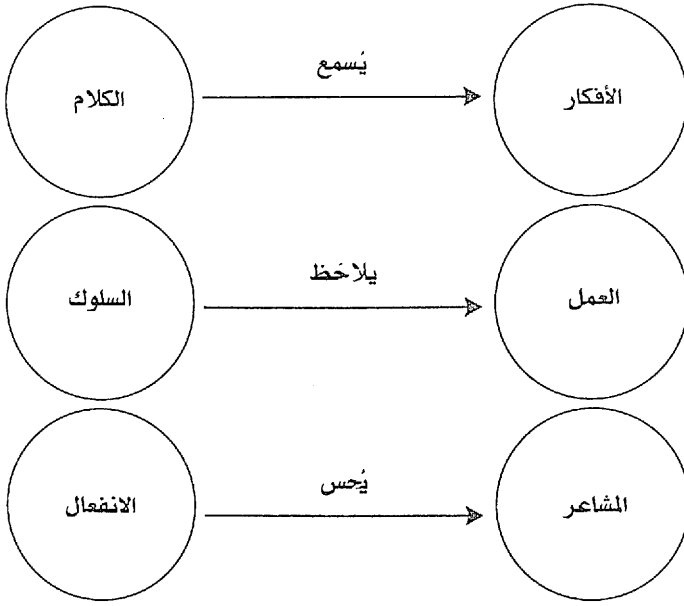 يُسمع
الأفكار
الكلام
يلاحَظ
العمل
السلوك
يُحس
المشاعر
الانفعال